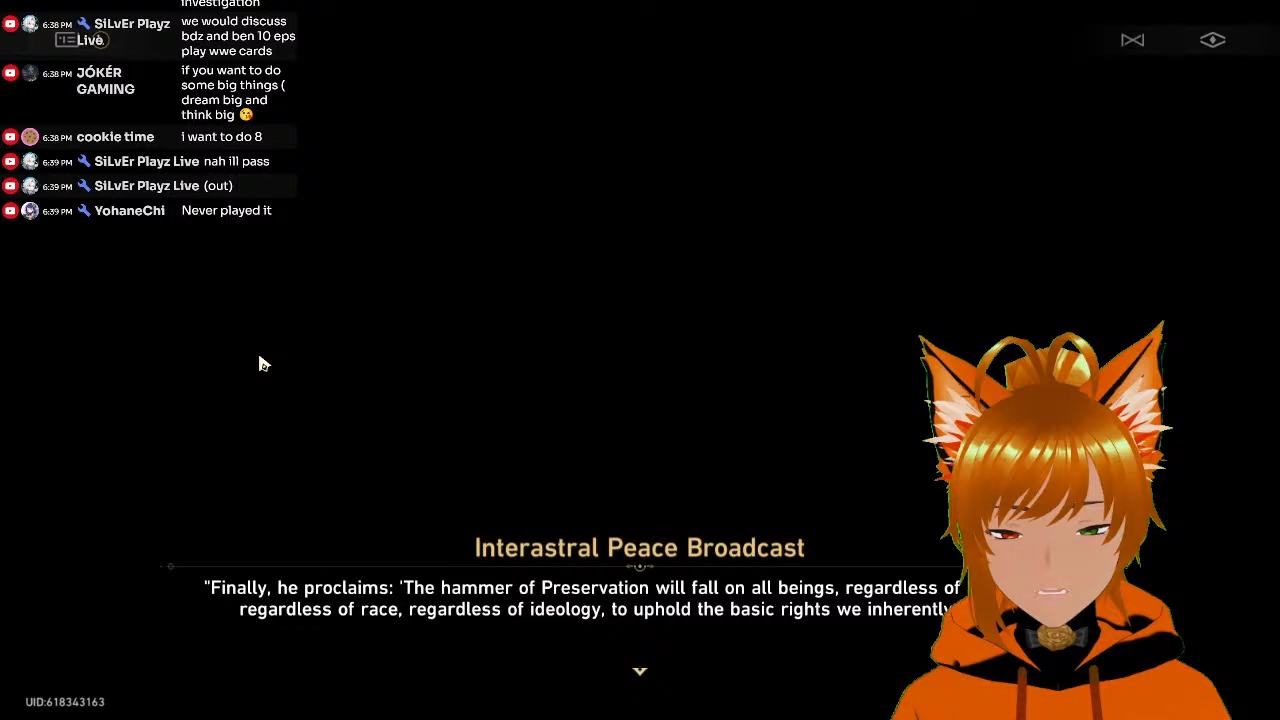 investigation
6:38 PM SiLvEr Playz Live we would discuss
bdz and ben 10 eps
play wwe cards
6:38 PM JÓKÉR GAMING if you want to do
some big things (
dream big and
think big 😘
6:38 PM cookie time i want to do 8
6:39 PM SiLvEr Playz Live nah ill pass
6:39 PM SiLvEr Playz Live (out)
6:39 PM YohaneChi Never played it
Interastral Peace Broadcast
"Finally, he proclaims: 'The hammer of Preservation will fall on all beings, regardless of
regardless of race, regardless of ideology, to uphold the basic rights we inherently
UID:618343163